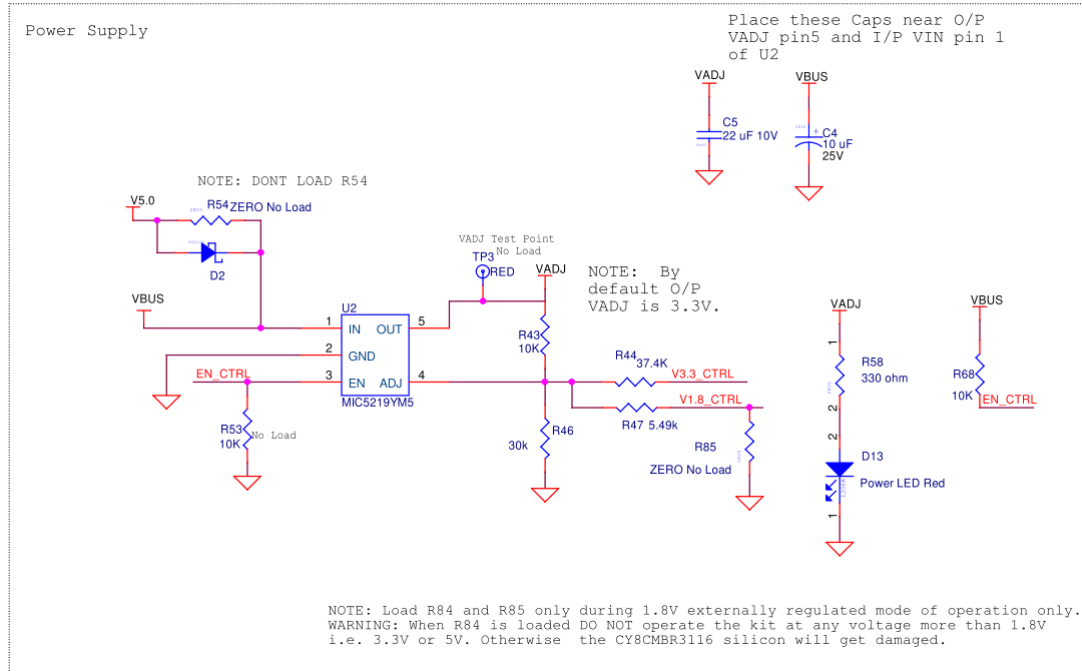 Power Supply
Place these Caps near O/P
VADJ pin5 and I/P VIN pin 1
of U2
VADJ
VBUS
C5
22 uF 10V
+
C4
10 uF
25V
NOTE: DONT LOAD R54
V5.0
R54
ZERO No Load
D2
VADJ Test Point
No Load
TP3
RED
VADJ
NOTE: By
default O/P
VADJ is 3.3V.
VBUS
U2
1 IN OUT 5
2 GND
EN_CTRL 3 EN ADJ 4
MIC5219YM5
R43
10K
R44
37.4K
V3.3_CTRL
V1.8_CTRL
R47 5.49k
R53
10K
No Load
R46
30k
R85
ZERO No Load
VADJ
1
R58
330 ohm
2
2
D13
Power LED Red
1
VBUS
R68
10K
EN_CTRL
NOTE: Load R84 and R85 only during 1.8V externally regulated mode of operation only.
WARNING: When R84 is loaded DO NOT operate the kit at any voltage more than 1.8V
i.e. 3.3V or 5V. Otherwise the CY8CMBR3116 silicon will get damaged.